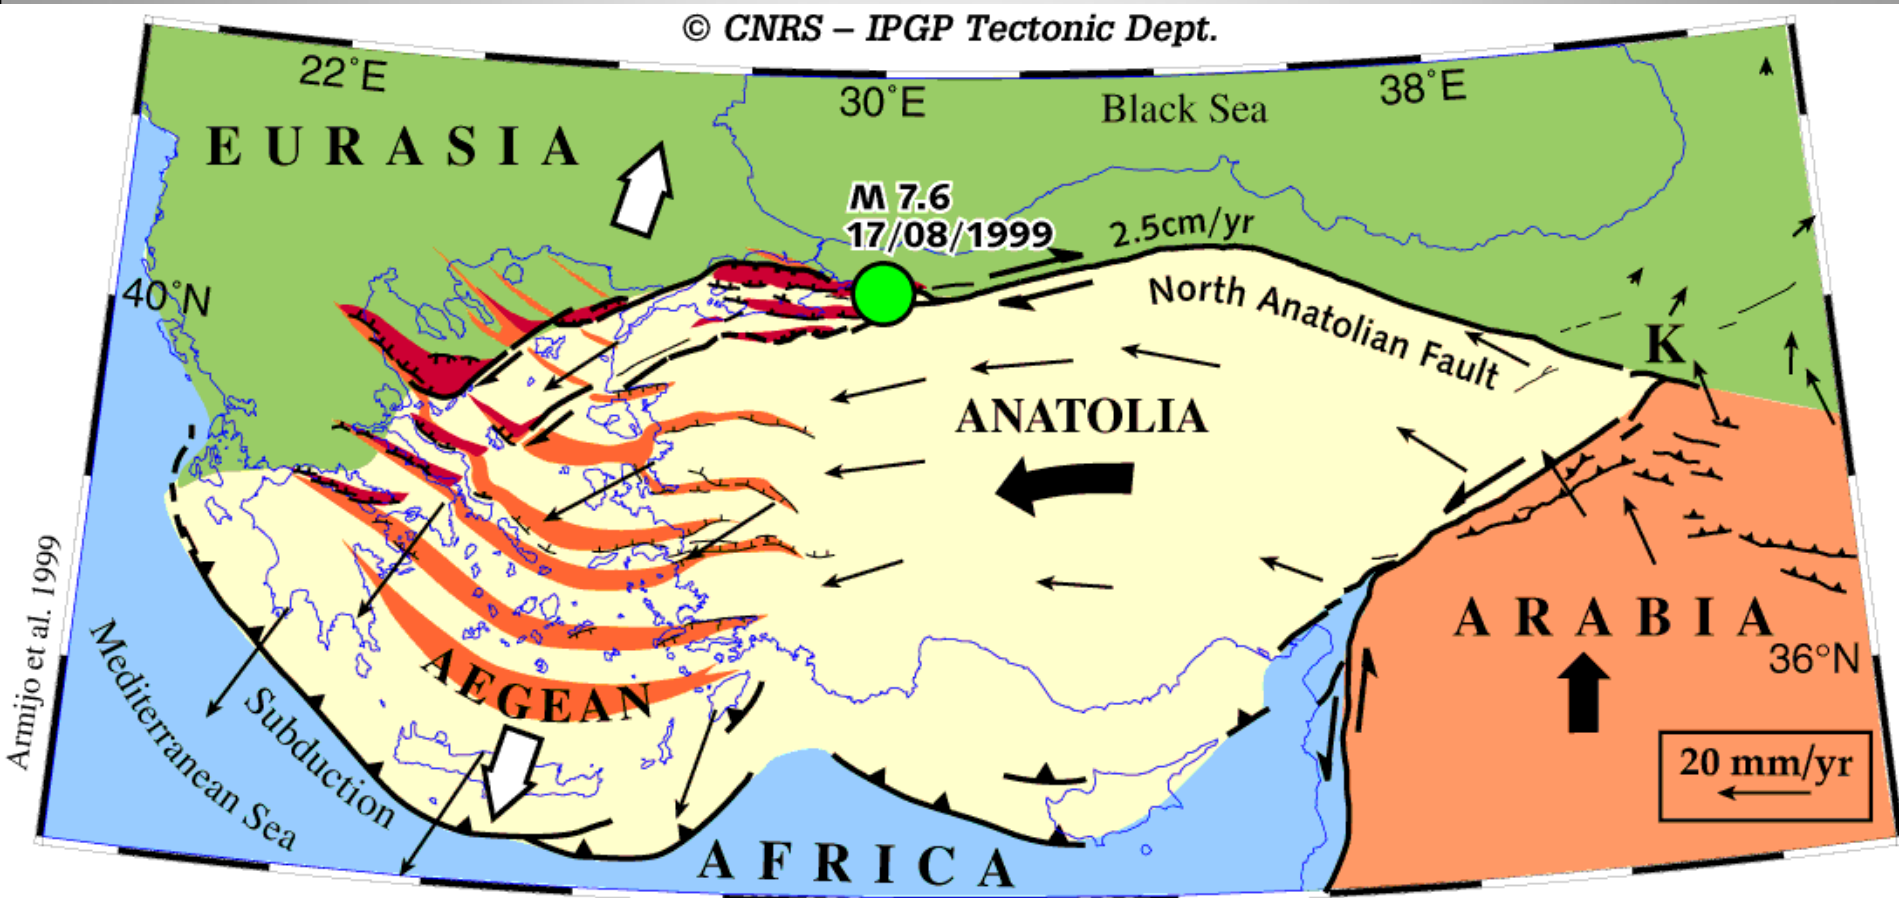 © CNRS – IPGP Tectonic Dept.
22°E
30°E
38°E
Black Sea
EURASIA
M 7.6
17/08/1999
2.5cm/yr
40°N
North Anatolian Fault
K
ANATOLIA
ARABIA
36°N
AEGEAN
Subduction
Mediterranean Sea
Armijo et al. 1999
20 mm/yr
AFRICA